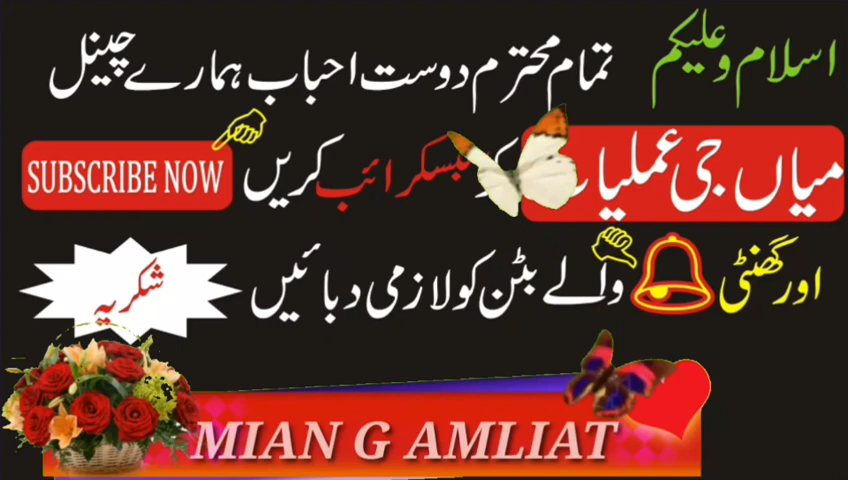 اسلام و علیکم تمام محترم دوست احباب ہمارے چینل
میاں جی عملیات کو سبسکرائب کریں SUBSCRIBE NOW
اور گھنٹی والے بٹن کو لازمی دبائیں شکریہ
MIAN G AMLIAT